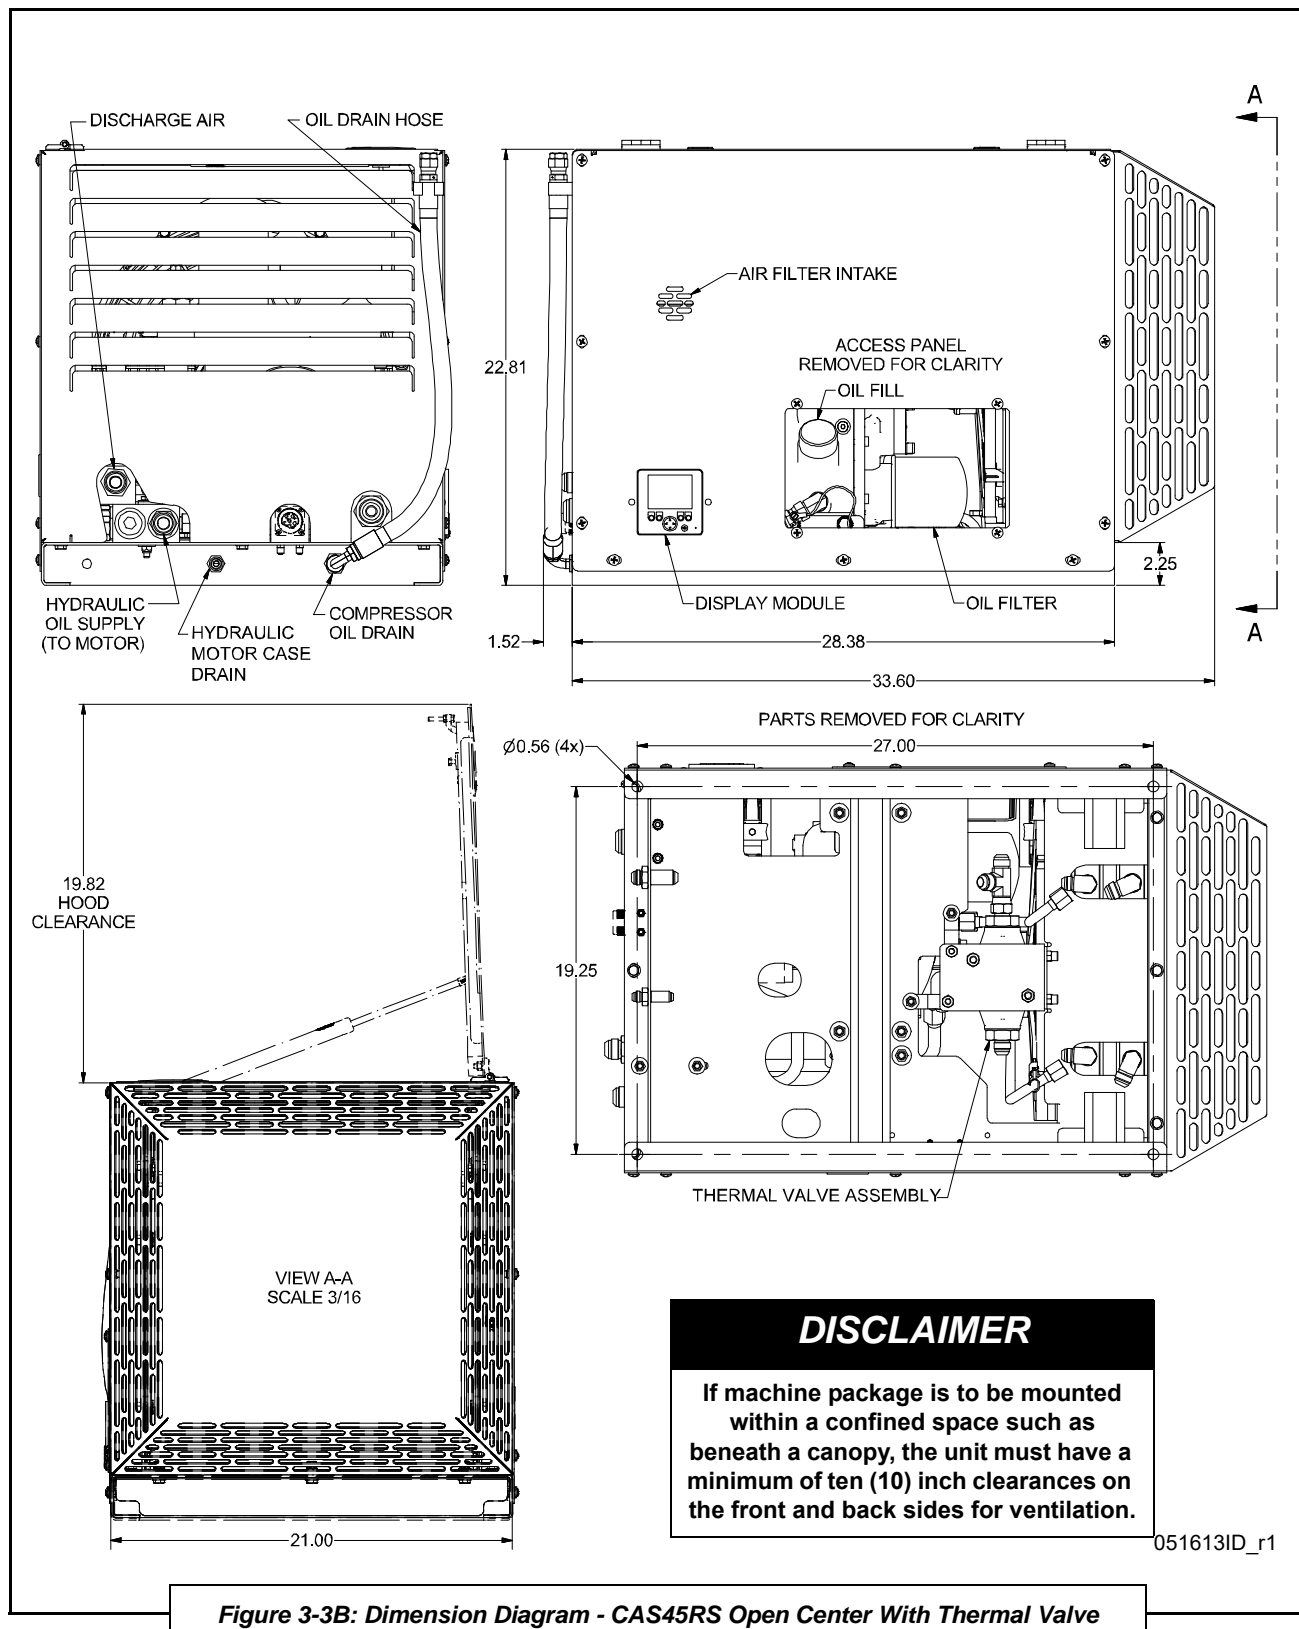 A
DISCHARGE AIR
OIL DRAIN HOSE
AIR FILTER INTAKE
ACCESS PANEL
REMOVED FOR CLARITY
22.81
OIL FILL
2.25
HYDRAULIC
OIL SUPPLY
(TO MOTOR)
HYDRAULIC
MOTOR CASE
DRAIN
COMPRESSOR
OIL DRAIN
DISPLAY MODULE
OIL FILTER
A
1.52
28.38
33.60
PARTS REMOVED FOR CLARITY
Ø0.56 (4x)
27.00
19.82
HOOD
CLEARANCE
19.25
THERMAL VALVE ASSEMBLY
VIEW A-A
SCALE 3/16
21.00
DISCLAIMER
If machine package is to be mounted
within a confined space such as
beneath a canopy, the unit must have a
minimum of ten (10) inch clearances on
the front and back sides for ventilation.
051613ID_r1
Figure 3-3B: Dimension Diagram - CAS45RS Open Center With Thermal Valve